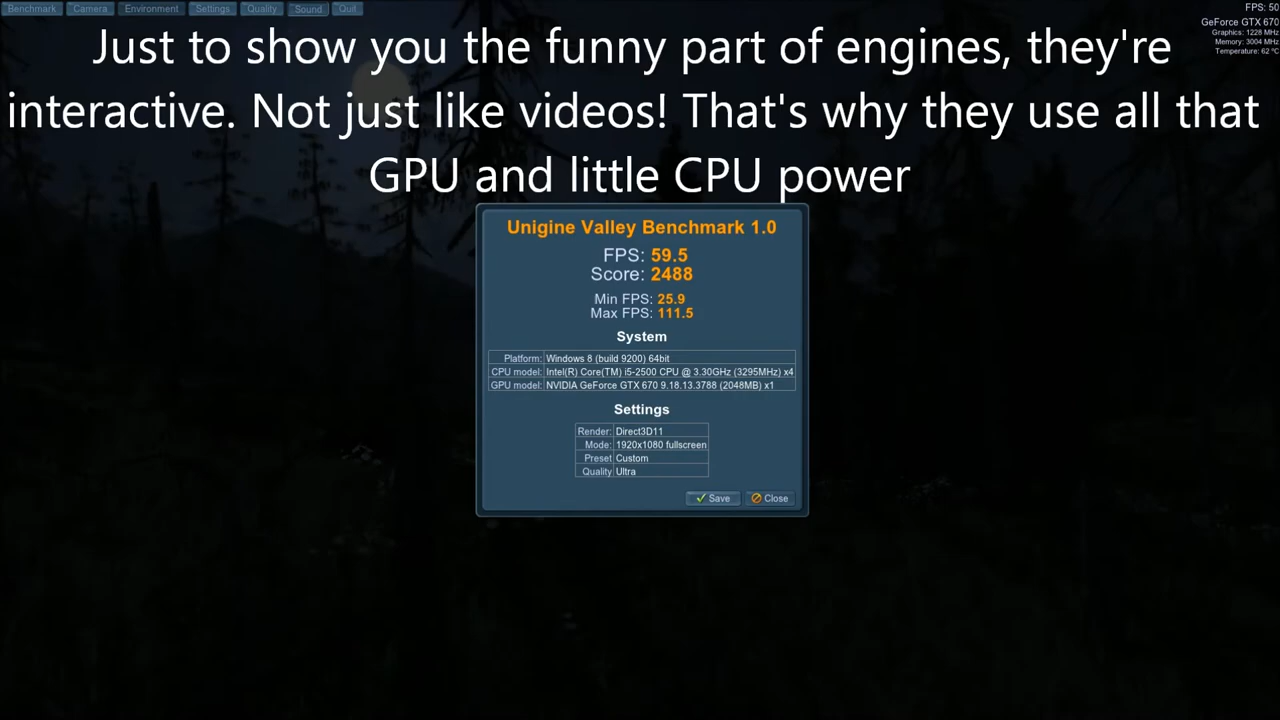 Benchmark Camera Environment Settings Quality Sound Quit
FPS: 50
GeForce GTX 670
Graphics: 1228 MHz
Memory: 3004 MHz
Temperature: 62 °C
Just to show you the funny part of engines, they're
interactive. Not just like videos! That's why they use all that
GPU and little CPU power
Unigine Valley Benchmark 1.0
FPS: 59.5
Score: 2488
Min FPS: 25.9
Max FPS: 111.5
System
Platform: Windows 8 (build 9200) 64bit
CPU model: Intel(R) Core(TM) i5-2500 CPU @ 3.30GHz (3295MHz) x4
GPU model: NVIDIA GeForce GTX 670 9.18.13.3788 (2048MB) x1
Settings
Render: Direct3D11
Mode: 1920x1080 fullscreen
Preset Custom
Quality Ultra
Save Close